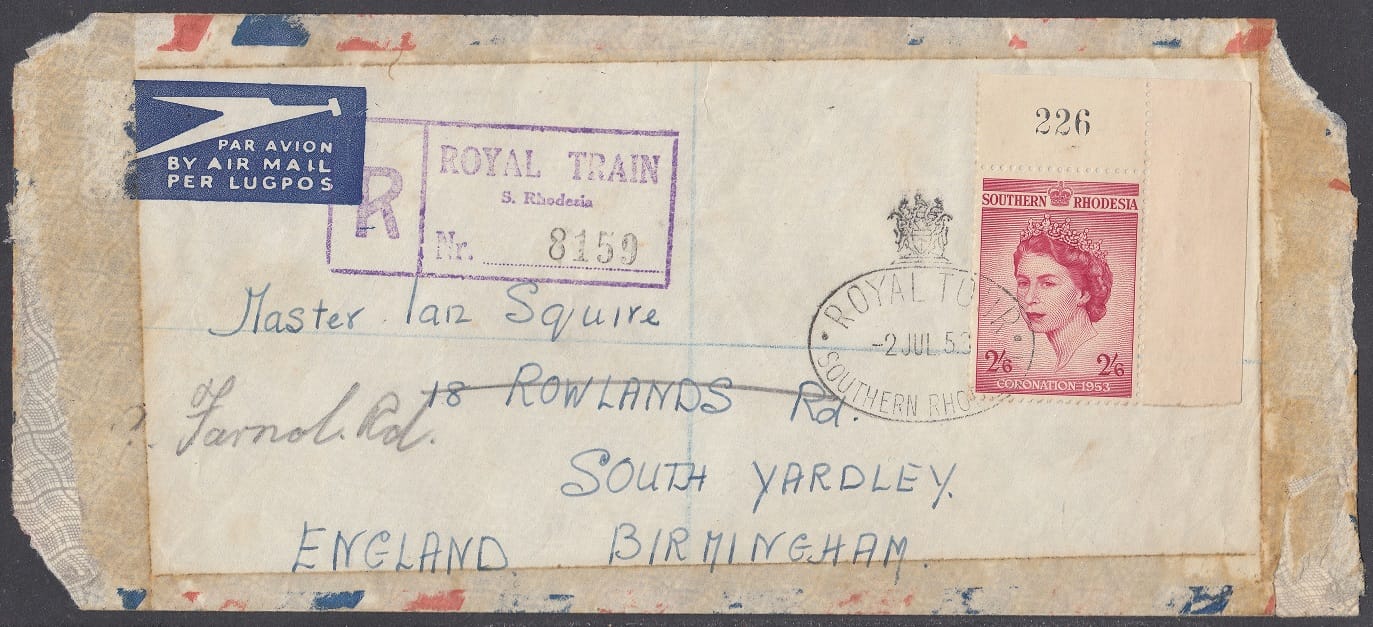 PAR AVION
BY AIR MAIL
PER LUGPOS
R
ROYAL TRAIN
S. Rhodesia
Nr. 8159
226
SOUTHERN RHODESIA
2/6 2/6
CORONATION 1953
ROYAL TOUR
-2 JUL 53
SOUTHERN RHO
Master Ian Squire
18 ROWLANDS Rd.
Farnol. Rd.
SOUTH YARDLEY.
ENGLAND. BIRMINGHAM.